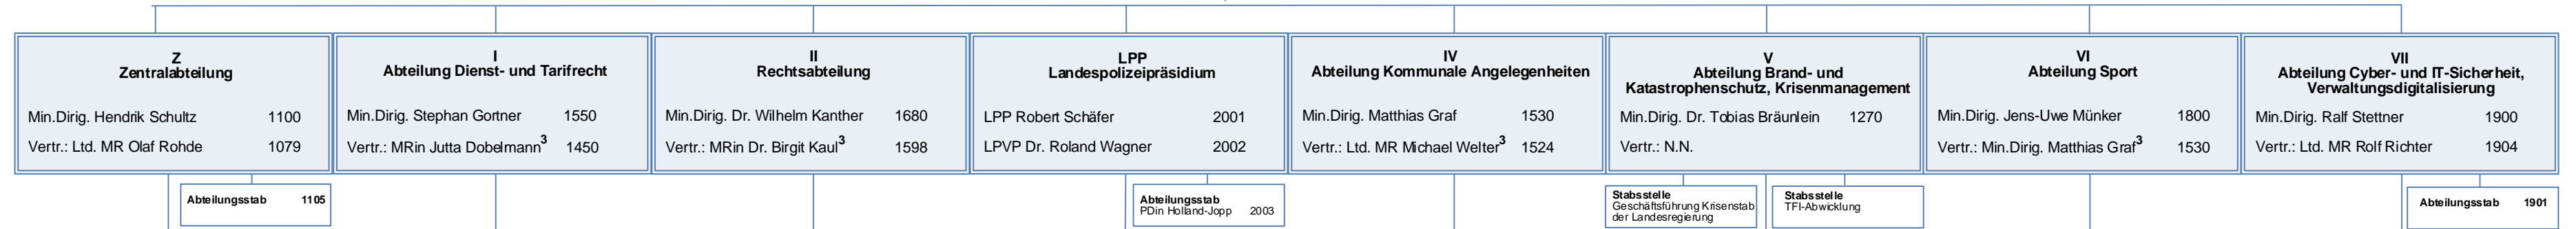 Z
Zentralabteilung
Min.Dirig. Hendrik Schultz 1100
Vertr.: Ltd. MR Olaf Rohde 1079
Abteilungsstab 1105
I
Abteilung Dienst- und Tarifrecht
Min.Dirig. Stephan Gortner 1550
Vertr.: MRin Jutta Dobelmann3 1450
II
Rechtsabteilung
Min.Dirig. Dr. Wilhelm Kanther 1680
Vertr.: MRin Dr. Birgit Kaul3 1598
LPP
Landespolizeipräsidium
LPP Robert Schäfer 2001
LPVP Dr. Roland Wagner 2002
Abteilungsstab
PDin Holland-Jopp 2003
IV
Abteilung Kommunale Angelegenheiten
Min.Dirig. Matthias Graf 1530
Vertr.: Ltd. MR Michael Welter3 1524
V
Abteilung Brand- und
Katastrophenschutz, Krisenmanagement
Min.Dirig. Dr. Tobias Bräunlein 1270
Vertr.: N.N.
Stabsstelle
Geschäftsführung Krisenstab
der Landesregierung
Stabsstelle
TFI-Abwicklung
VI
Abteilung Sport
Min.Dirig. Jens-Uwe Münker 1800
Vertr.: Min.Dirig. Matthias Graf3 1530
VII
Abteilung Cyber- und IT-Sicherheit,
Verwaltungsdigitalisierung
Min.Dirig. Ralf Stettner 1900
Vertr.: Ltd. MR Rolf Richter 1904
Abteilungsstab 1901